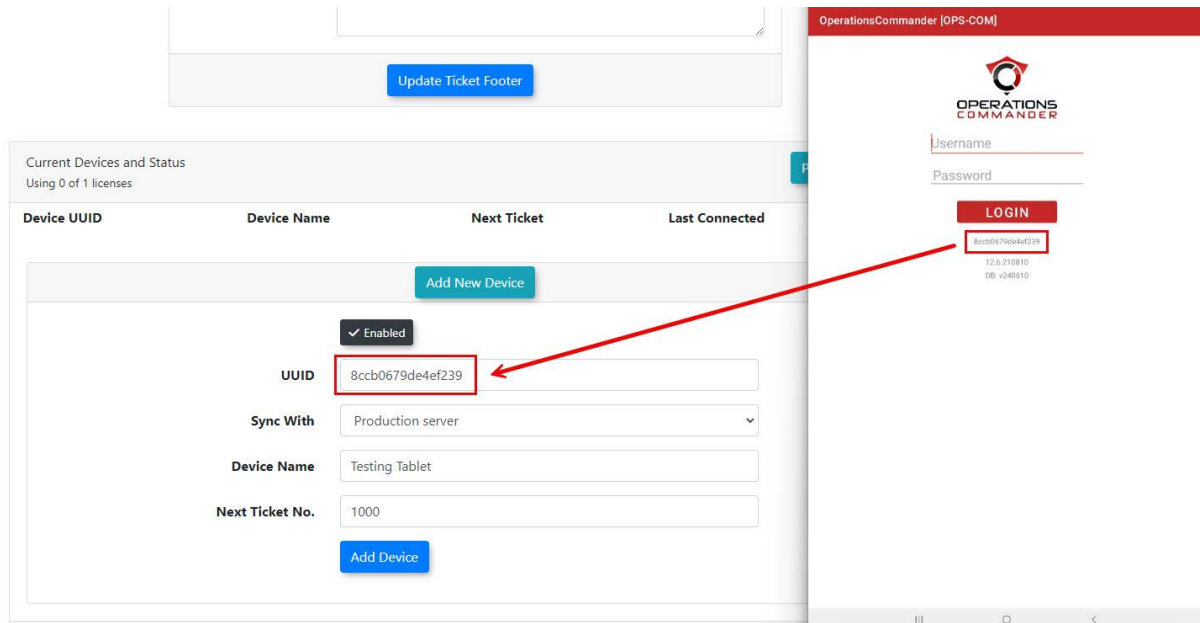 Update Ticket Footer
Current Devices and Status
Using 0 of 1 licenses
P
Device UUID Device Name Next Ticket Last Connected
Add New Device
Enabled
UUID 8ccb0679de4ef239
Sync With Production server
Device Name Testing Tablet
Next Ticket No. 1000
Add Device
OperationsCommander [OPS-COM]
OPERATIONS
COMMANDER
Username
Password
LOGIN
8ccb0679de4ef239
12.6.210810
DB: v240610